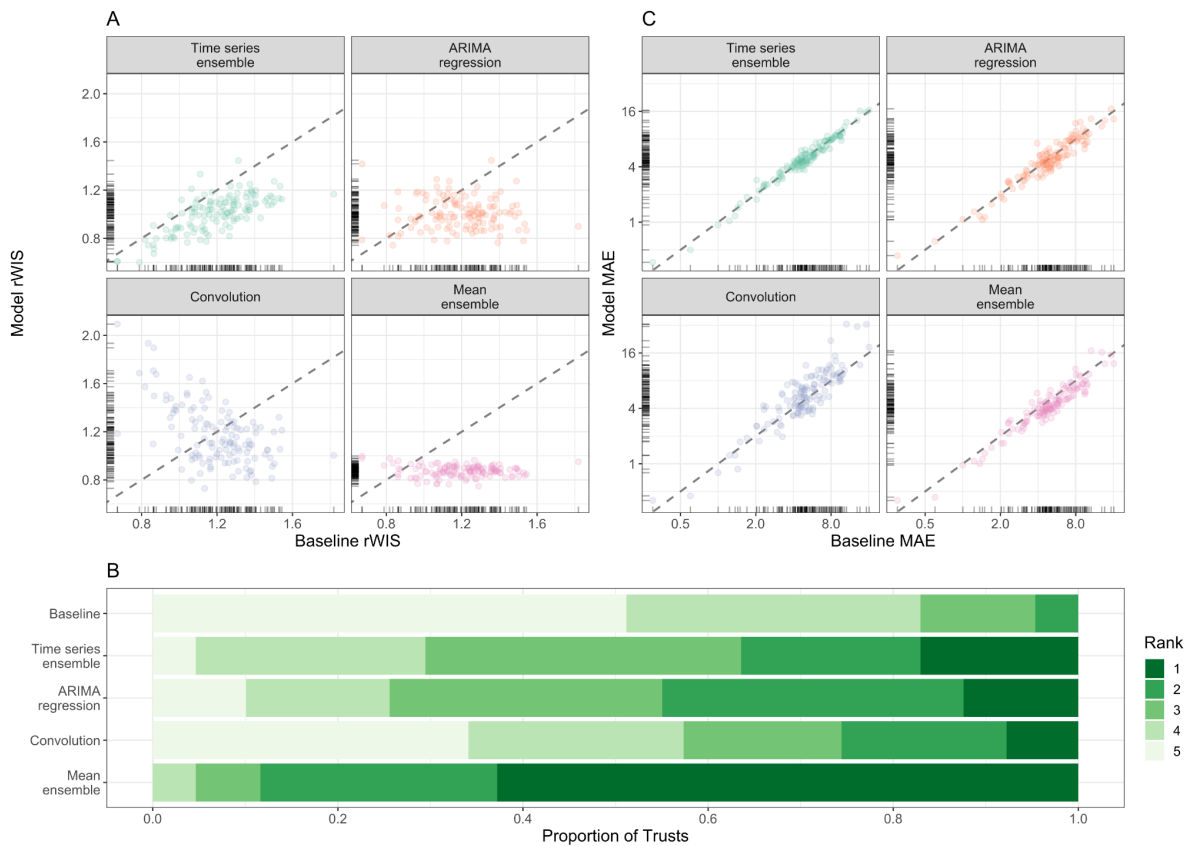 A
Time series
ensemble
ARIMA
regression
2.0
1.6
1.2
0.8
Convolution
Mean
ensemble
2.0
1.6
1.2
0.8
0.8
1.2
1.6
0.8
1.2
1.6
Model rWIS
Baseline rWIS
C
Time series
ensemble
ARIMA
regression
16
4
1
Convolution
Mean
ensemble
16
4
1
0.5
2.0
8.0
0.5
2.0
8.0
Model MAE
Baseline MAE
B
Baseline
Time series
ensemble
ARIMA
regression
Convolution
Mean
ensemble
0.0
0.2
0.4
0.6
0.8
1.0
Proportion of Trusts
Rank
1
2
3
4
5